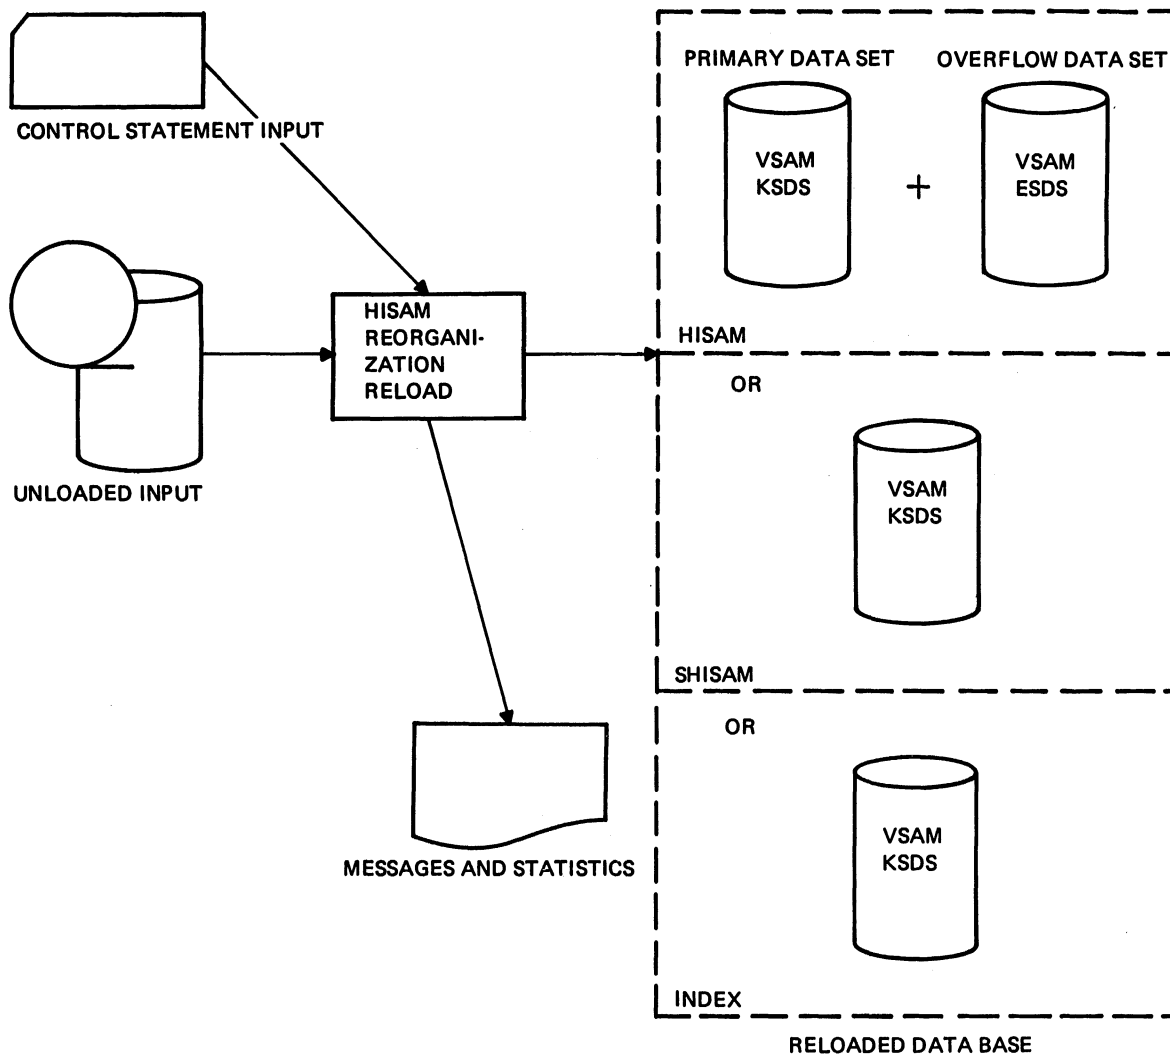 CONTROL STATEMENT INPUT
UNLOADED INPUT
HISAM
REORGANI-
ZATION
RELOAD
MESSAGES AND STATISTICS
PRIMARY DATA SET
OVERFLOW DATA SET
VSAM
KSDS
+
VSAM
ESDS
HISAM
OR
VSAM
KSDS
SHISAM
OR
VSAM
KSDS
INDEX
RELOADED DATA BASE